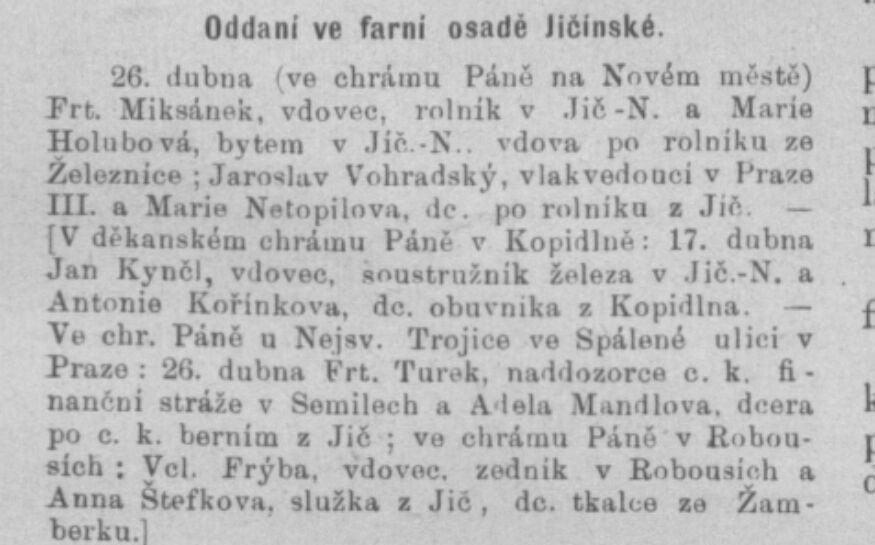 Oddaní ve farní osadě Jičínské.
26. dubna (ve chrámu Páně na Novém městě)
Frt. Miksánek, vdovec, rolník v Jič-N. a Marie
Holubová, bytem v Jič.-N.. vdova po rolníku ze
Železnice; Jaroslav Vohradský, vlakvedoucí v Praze
III. a Marie Netopilova, dc. po rolníku z Jič. —
[V děkanském chrámu Páně v Kopidlně: 17. dubna
Jan Kynčl, vdovec, soustružník železa v Jič.-N. a
Antonie Kořínkova, dc. obuvníka z Kopidlna. —
Ve chr. Páně u Nejsv. Trojice ve Spálené ulici v
Praze: 26. dubna Frt. Turek, naddozorce c. k. fi-
nanční stráže v Semilech a Adela Mandlova, dcera
po c. k. berním z Jič; ve chrámu Páně v Robou-
sích: Vcl. Frýba, vdovec, zedník v Robousích a
Anna Štefkova, služka z Jič, dc. tkalce ze Žam-
berku.]